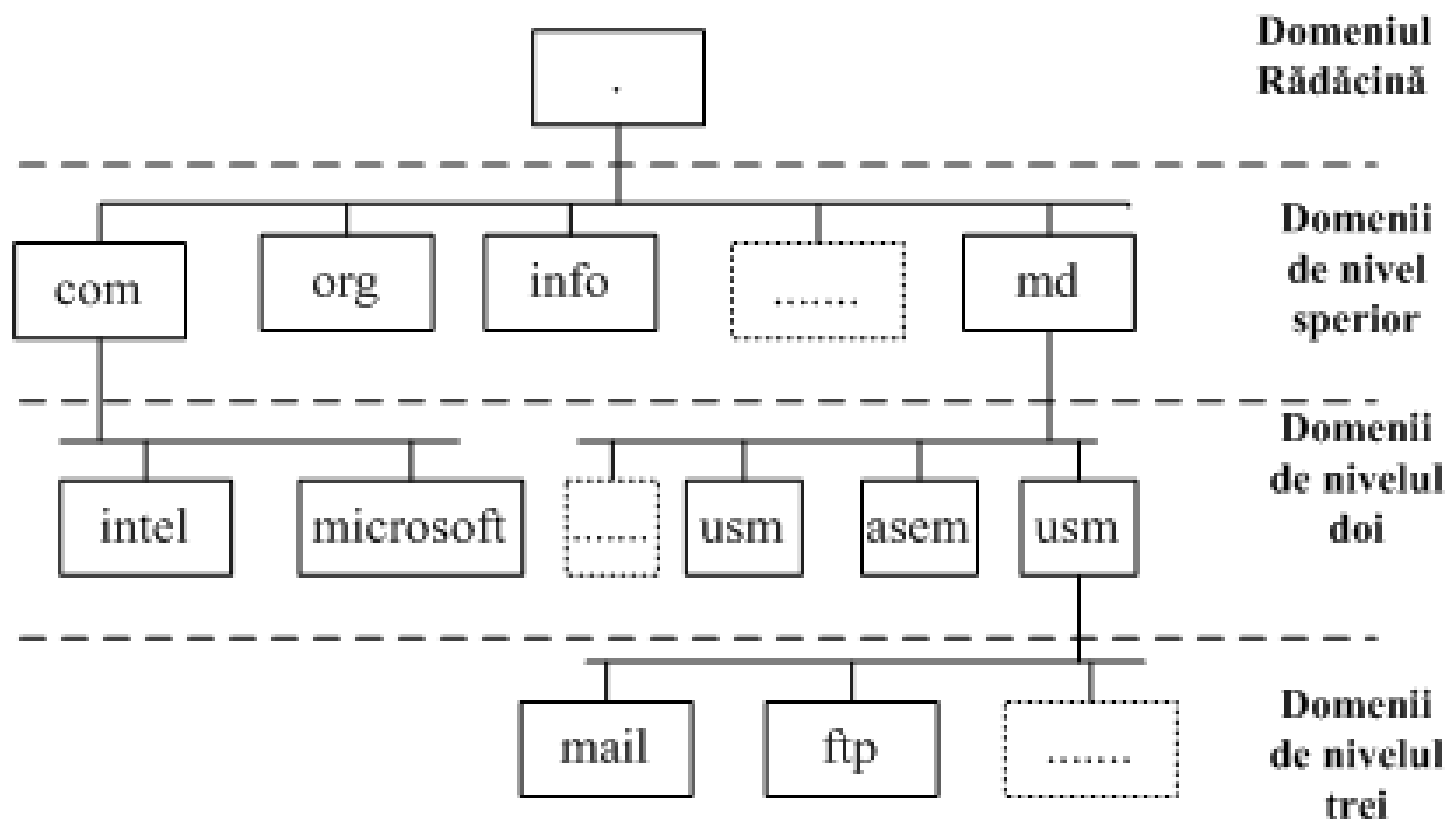 Domeniul
Rădăcină
.
Domenii
de nivel
sperior
com
org
info
.......
md
Domenii
de nivelul
doi
intel
microsoft
.......
usm
asem
usm
Domenii
de nivelul
trei
mail
ftp
.......